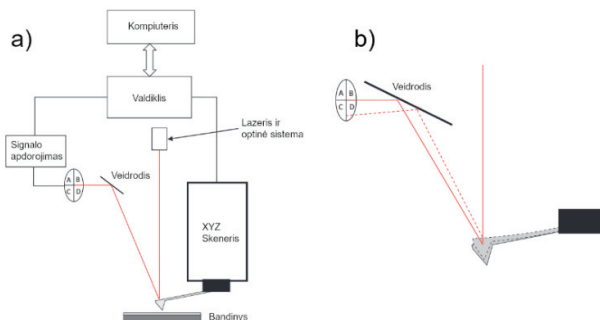 a)
Kompiuteris
Valdiklis
Lazeris ir
optinė sistema
Signalo
apdorojimas
A B
C D
Veidrodis
XYZ
Skeneris
Bandinys
b)
Veidrodis
A B
C D